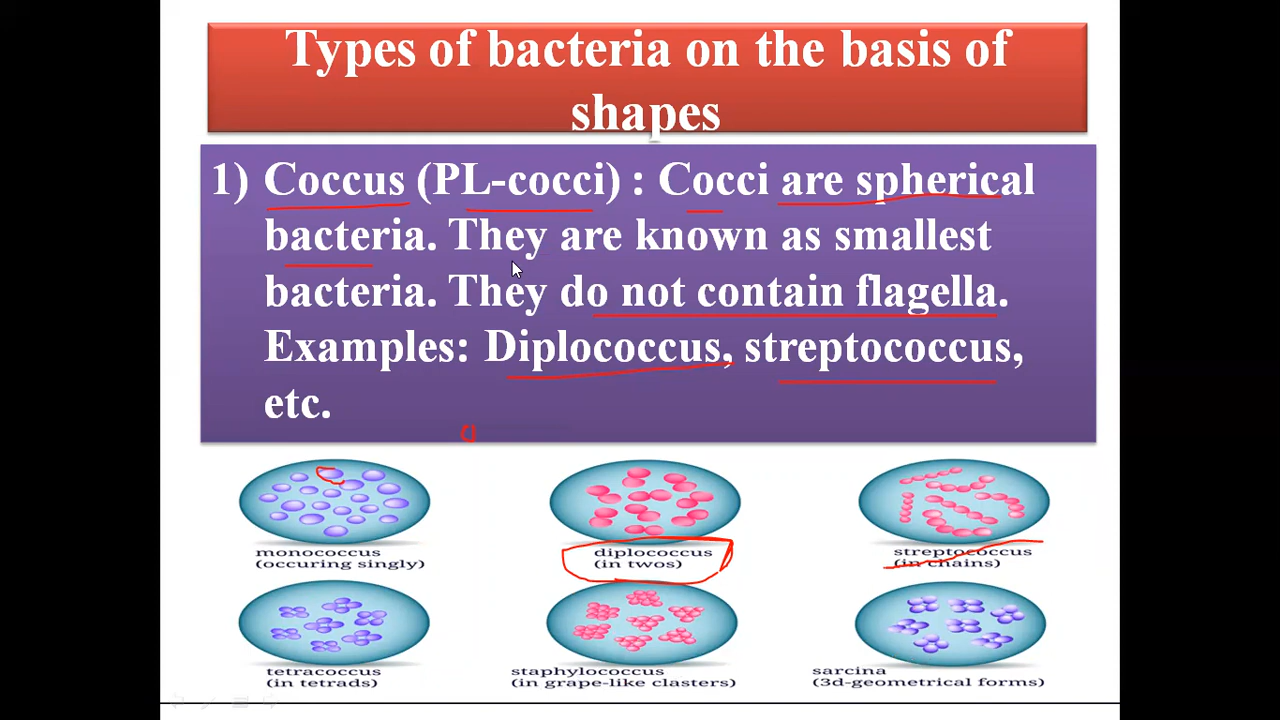 Types of bacteria on the basis of
shapes
1) Coccus (PL-cocci) : Cocci are spherical
bacteria. They are known as smallest
bacteria. They do not contain flagella.
Examples: Diplococcus, streptococcus,
etc.
monococcus
(occuring singly)
diplococcus
(in twos)
streptococcus
(in chains)
tetracoccus
(in tetrads)
staphylococcus
(in grape-like clasters)
sarcina
(3d-geometrical forms)